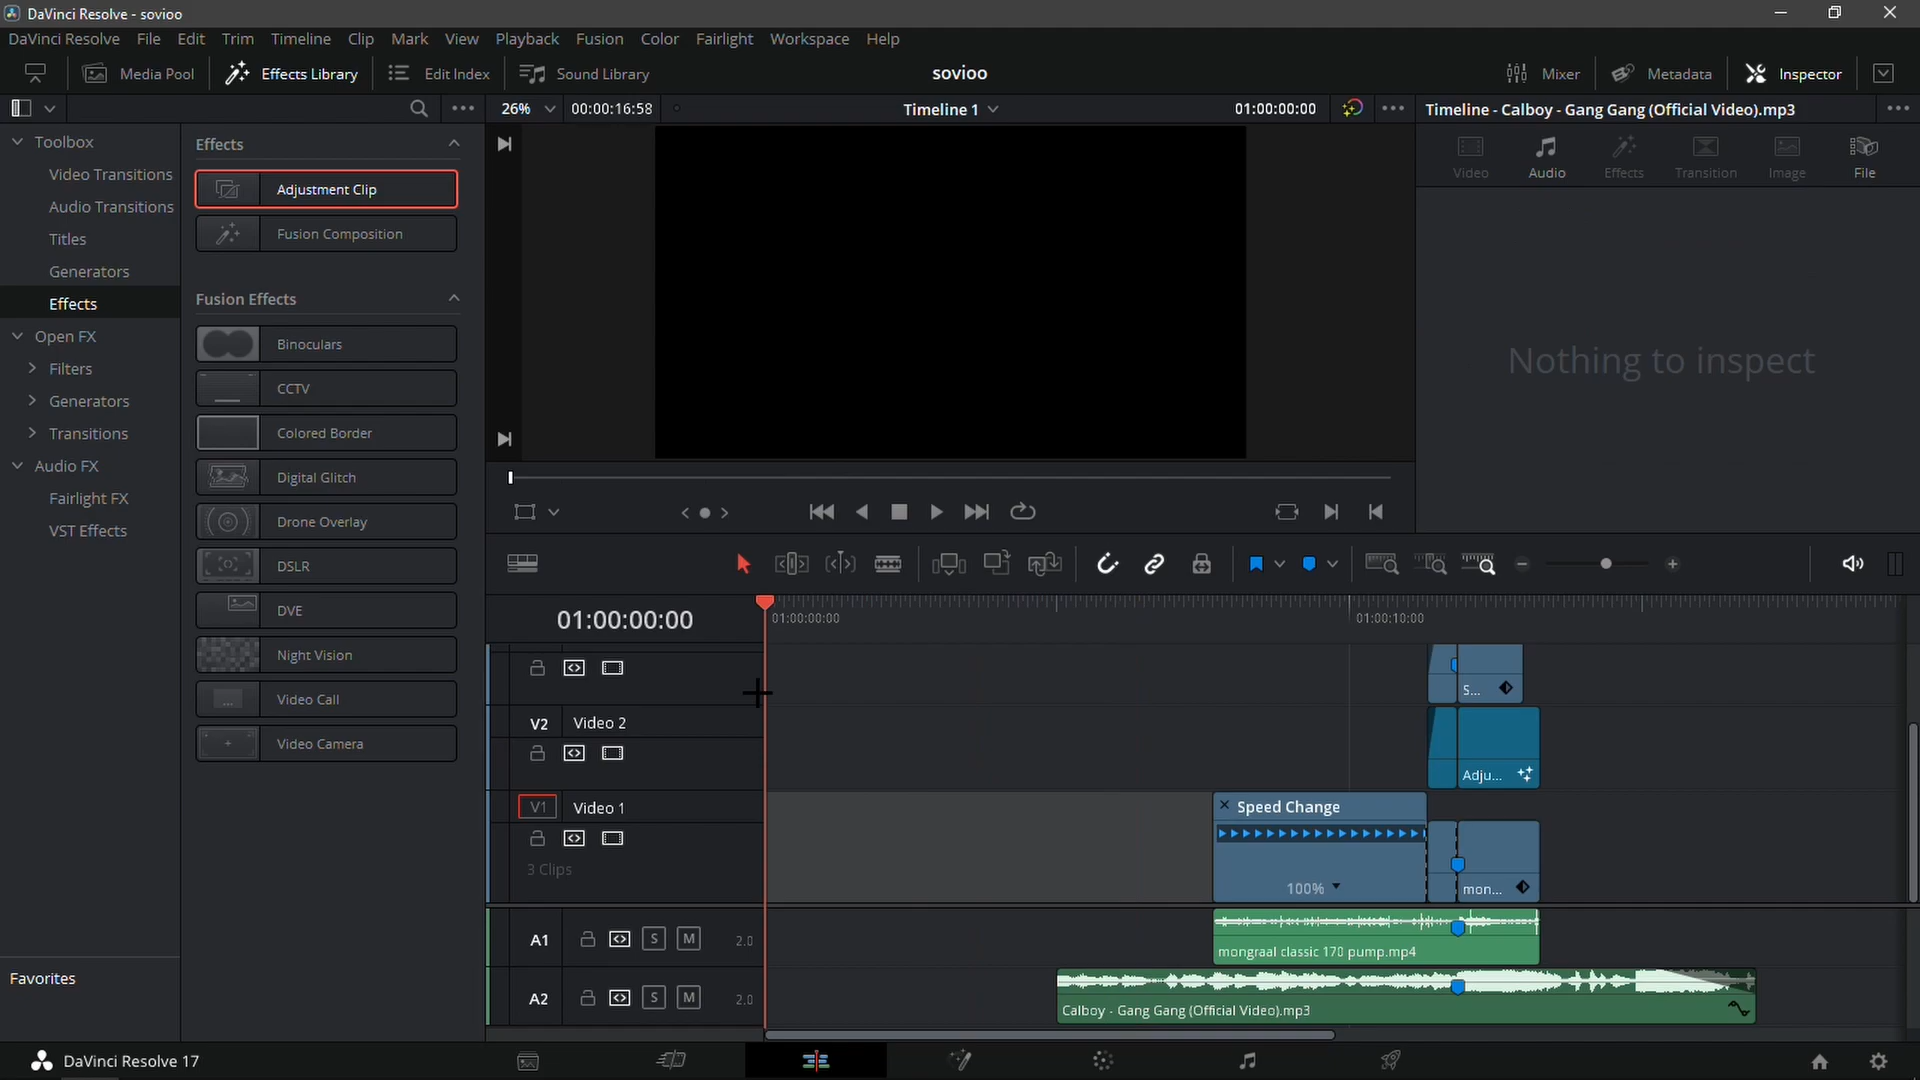 DaVinci Resolve - sovioo
DaVinci Resolve File Edit Trim Timeline Clip Mark View Playback Fusion Color Fairlight Workspace Help
Media Pool Effects Library Edit Index Sound Library sovioo Mixer Metadata Inspector
26% 00:00:16:58 Timeline 1 01:00:00:00 Timeline - Calboy - Gang Gang (Official Video).mp3
Toolbox
Video Transitions
Audio Transitions
Titles
Generators
Effects
Open FX
Filters
Generators
Transitions
Audio FX
Fairlight FX
VST Effects
Favorites
Effects
Adjustment Clip
Fusion Composition
Fusion Effects
Binoculars
CCTV
Colored Border
Digital Glitch
Drone Overlay
DSLR
DVE
Night Vision
Video Call
Video Camera
Video Audio Effects Transition Image File
Nothing to inspect
01:00:00:00
01:00:00:00 01:00:10:00
S...
V2 Video 2
Adju...
V1 Video 1
3 Clips
Speed Change
100%
mon...
A1 S M 2.0
mongraal classic 170 pump.mp4
A2 S M 2.0
Calboy - Gang Gang (Official Video).mp3
DaVinci Resolve 17